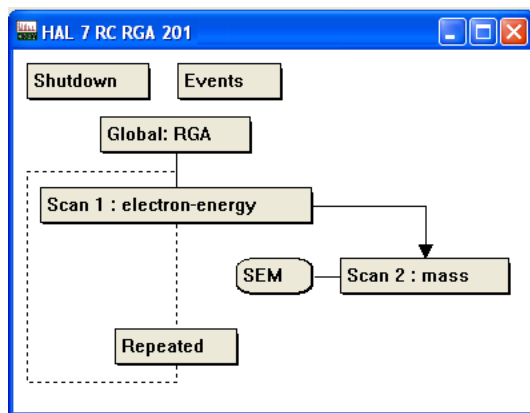 HAL 7 RC RGA 201
Shutdown
Events
Global: RGA
Scan 1 : electron-energy
SEM
Scan 2 : mass
Repeated